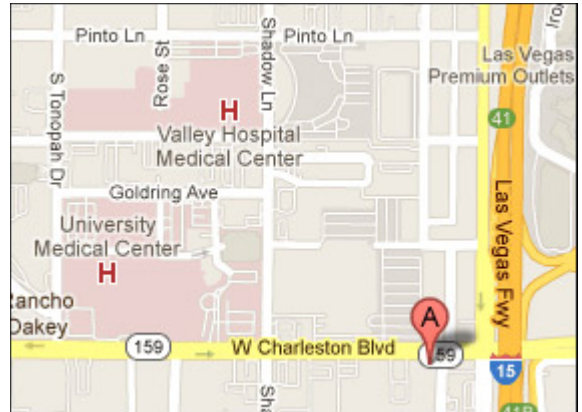 Pinto Ln
Pinto Ln
Rose St
Shadow Ln
S Tonopah Dr
Las Vegas
Premium Outlets
41
H
Valley Hospital
Medical Center
Goldring Ave
University
Medical Center
H
Las Vegas Fwy
Rancho
Oakey
A
159
W Charleston Blvd
159
15